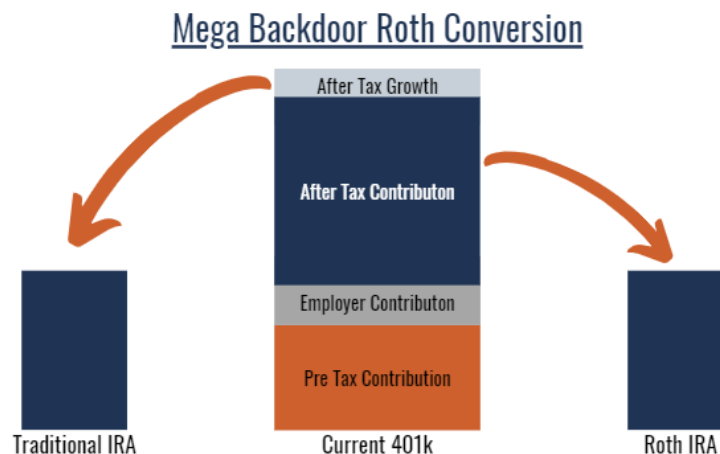 Mega Backdoor Roth Conversion
After Tax Growth
After Tax Contributon
Employer Contributon
Pre Tax Contribution
Traditional IRA
Current 401k
Roth IRA